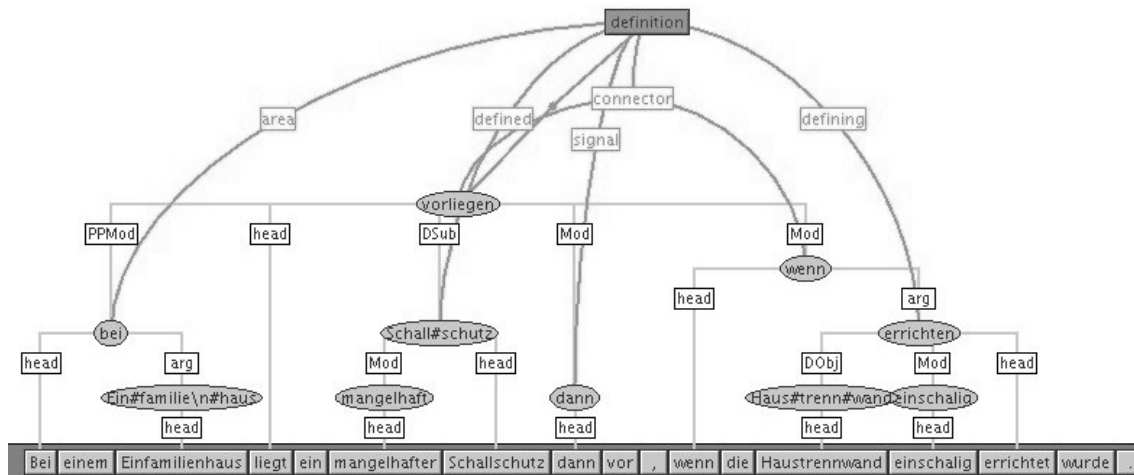 definition
connector
area defined defining
signal
vorliegen
PPMod head DSub Mod Mod
wenn
head arg
bei Schall#schutz errichten
head arg Mod head DObj Mod head
Ein#familie\n#haus mangelhaft dann Haus#trenn#wand einschalig
head head head head head
Bei einem Einfamilienhaus liegt ein mangelhafter Schallschutz dann vor , wenn die Haustrennwand einschalig errichtet wurde .